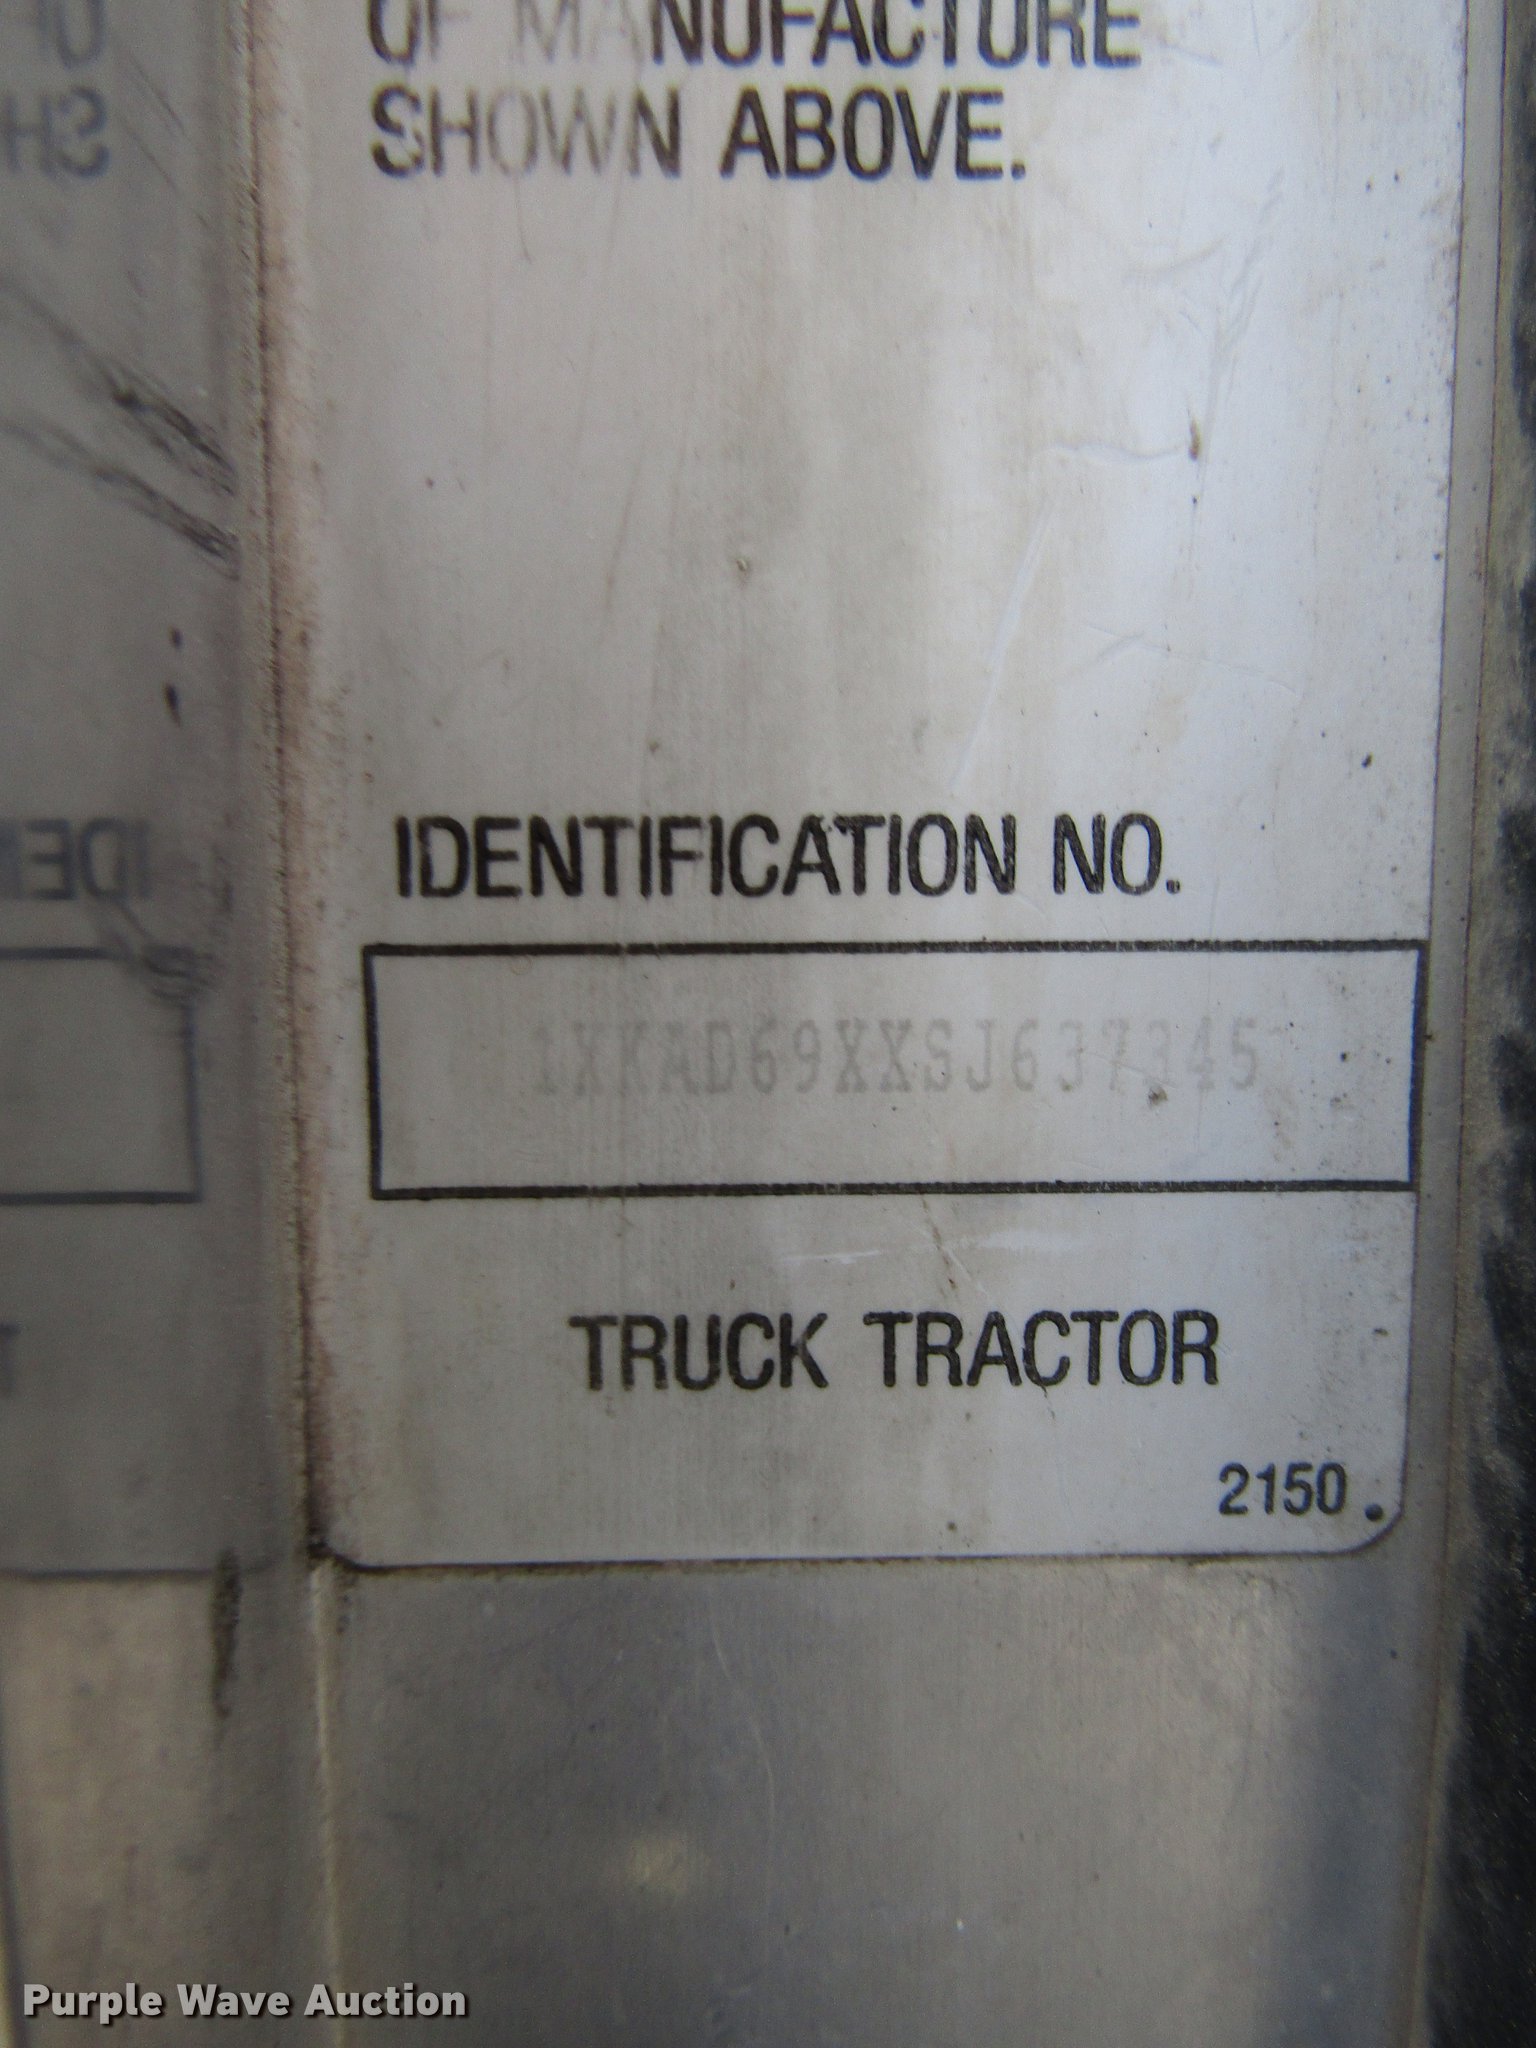 OF MANUFACTURE
SHOWN ABOVE.
IDENTIFICATION NO.
1XKAD69XXSJ637345
TRUCK TRACTOR
2150
Purple Wave Auction